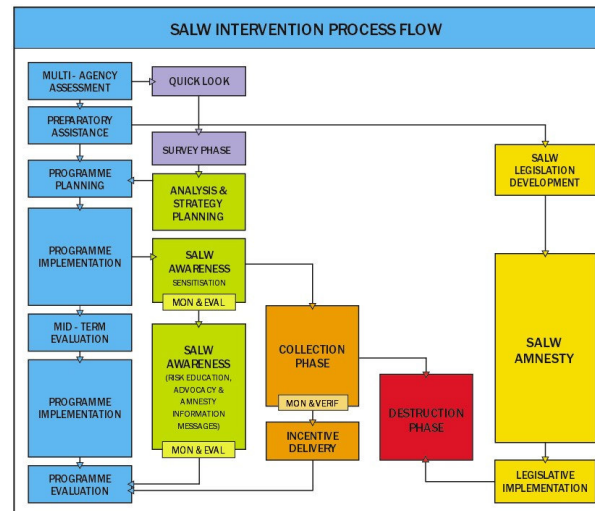 SALW INTERVENTION PROCESS FLOW
MULTI - AGENCY
ASSESSMENT
QUICK LOOK
PREPARATORY
ASSISTANCE
SURVEY PHASE
SALW
LEGISLATION
DEVELOPMENT
PROGRAMME
PLANNING
ANALYSIS &
STRATEGY
PLANNING
PROGRAMME
IMPLEMENTATION
SALW
AWARENESS
SENSITISATION
MON & EVAL
MID - TERM
EVALUATION
SALW
AWARENESS
(RISK EDUCATION,
ADVOCACY &
AMNESTY
INFORMATION
MESSAGES)
MON & EVAL
COLLECTION
PHASE
MON & VERIF
SALW
AMNESTY
PROGRAMME
IMPLEMENTATION
DESTRUCTION
PHASE
INCENTIVE
DELIVERY
PROGRAMME
EVALUATION
LEGISLATIVE
IMPLEMENTATION